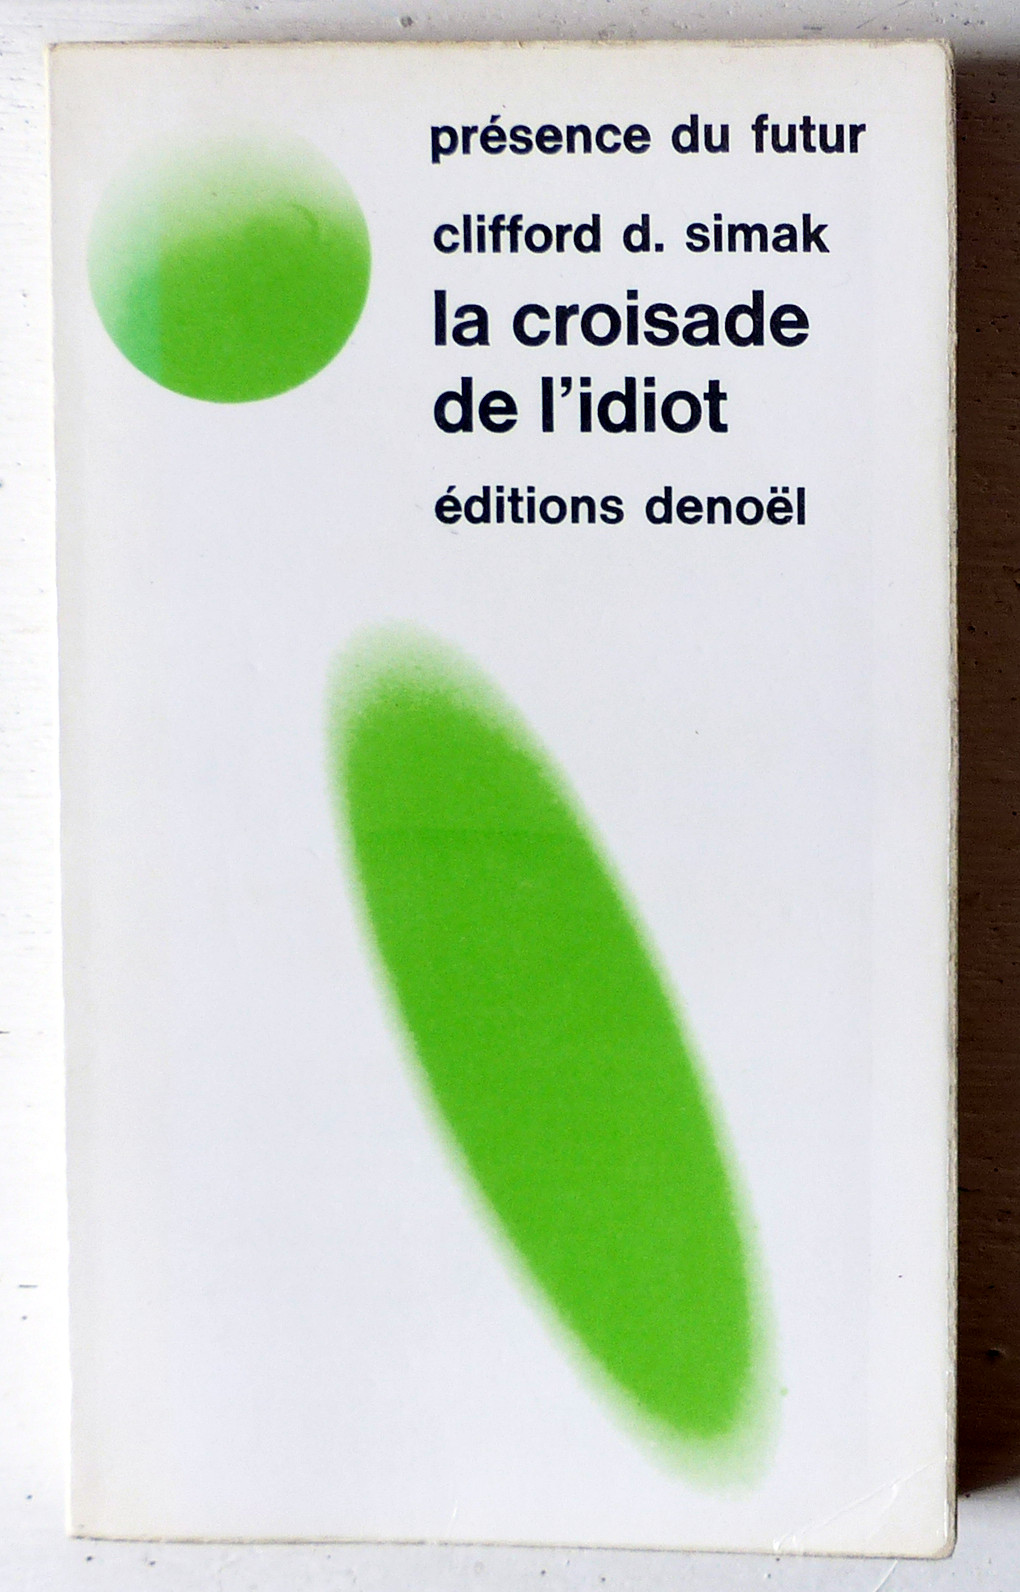 présence du futur
clifford d. simak
la croisade
de l’idiot
éditions denoël